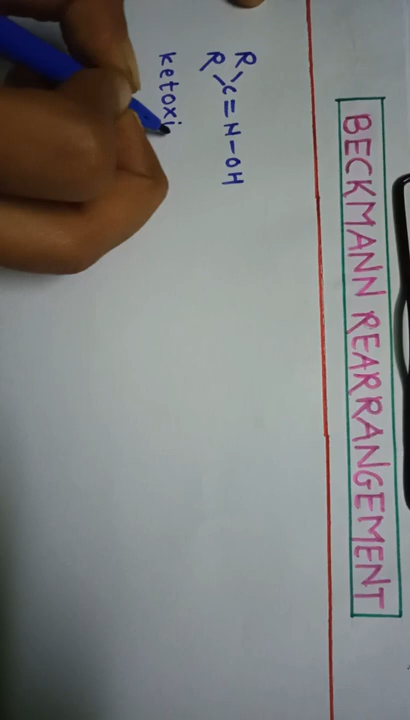 BECKMANN REARRANGEMENT
R
C=N-OH
R
ketoxi